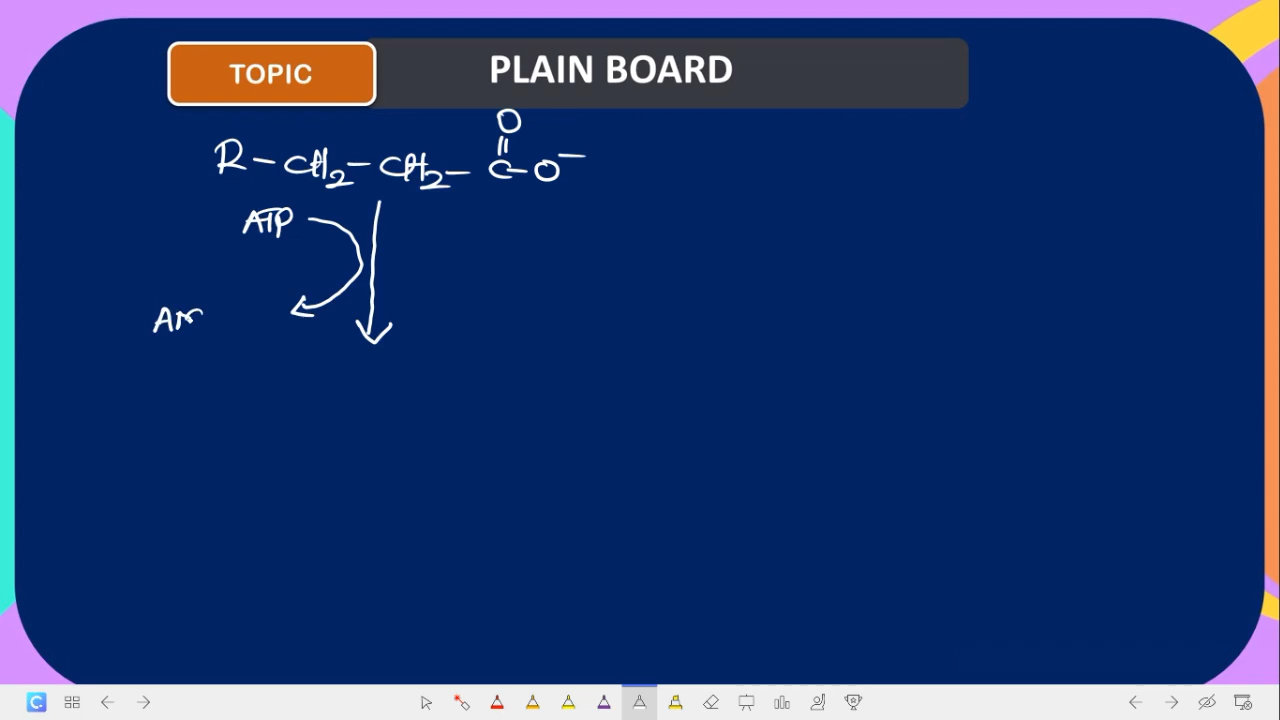 TOPIC
PLAIN BOARD
O
R-CH2-CH2-C-O-
ATP
AM